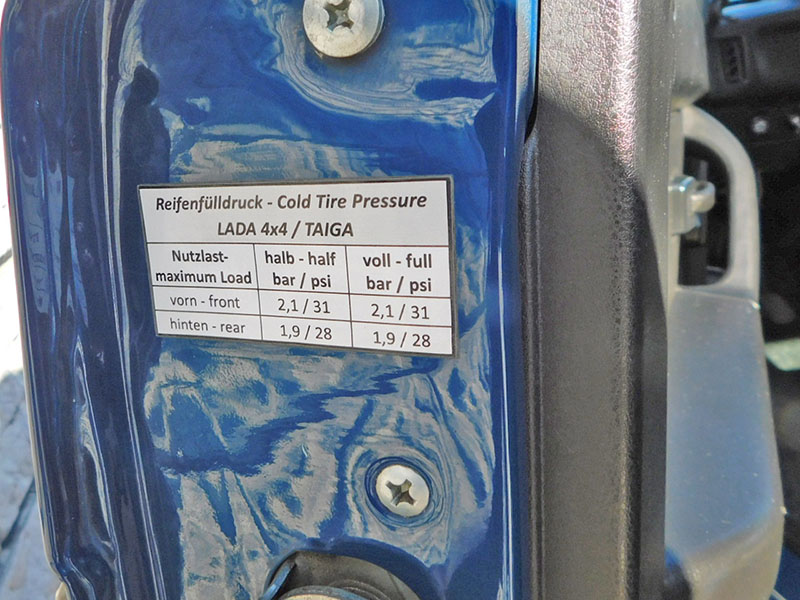 Reifenfülldruck - Cold Tire Pressure
LADA 4x4 / TAIGA
Nutzlast- halb - half voll - full
maximum Load bar / psi bar / psi
vorn - front 2,1 / 31 2,1 / 31
hinten - rear 1,9 / 28 1,9 / 28